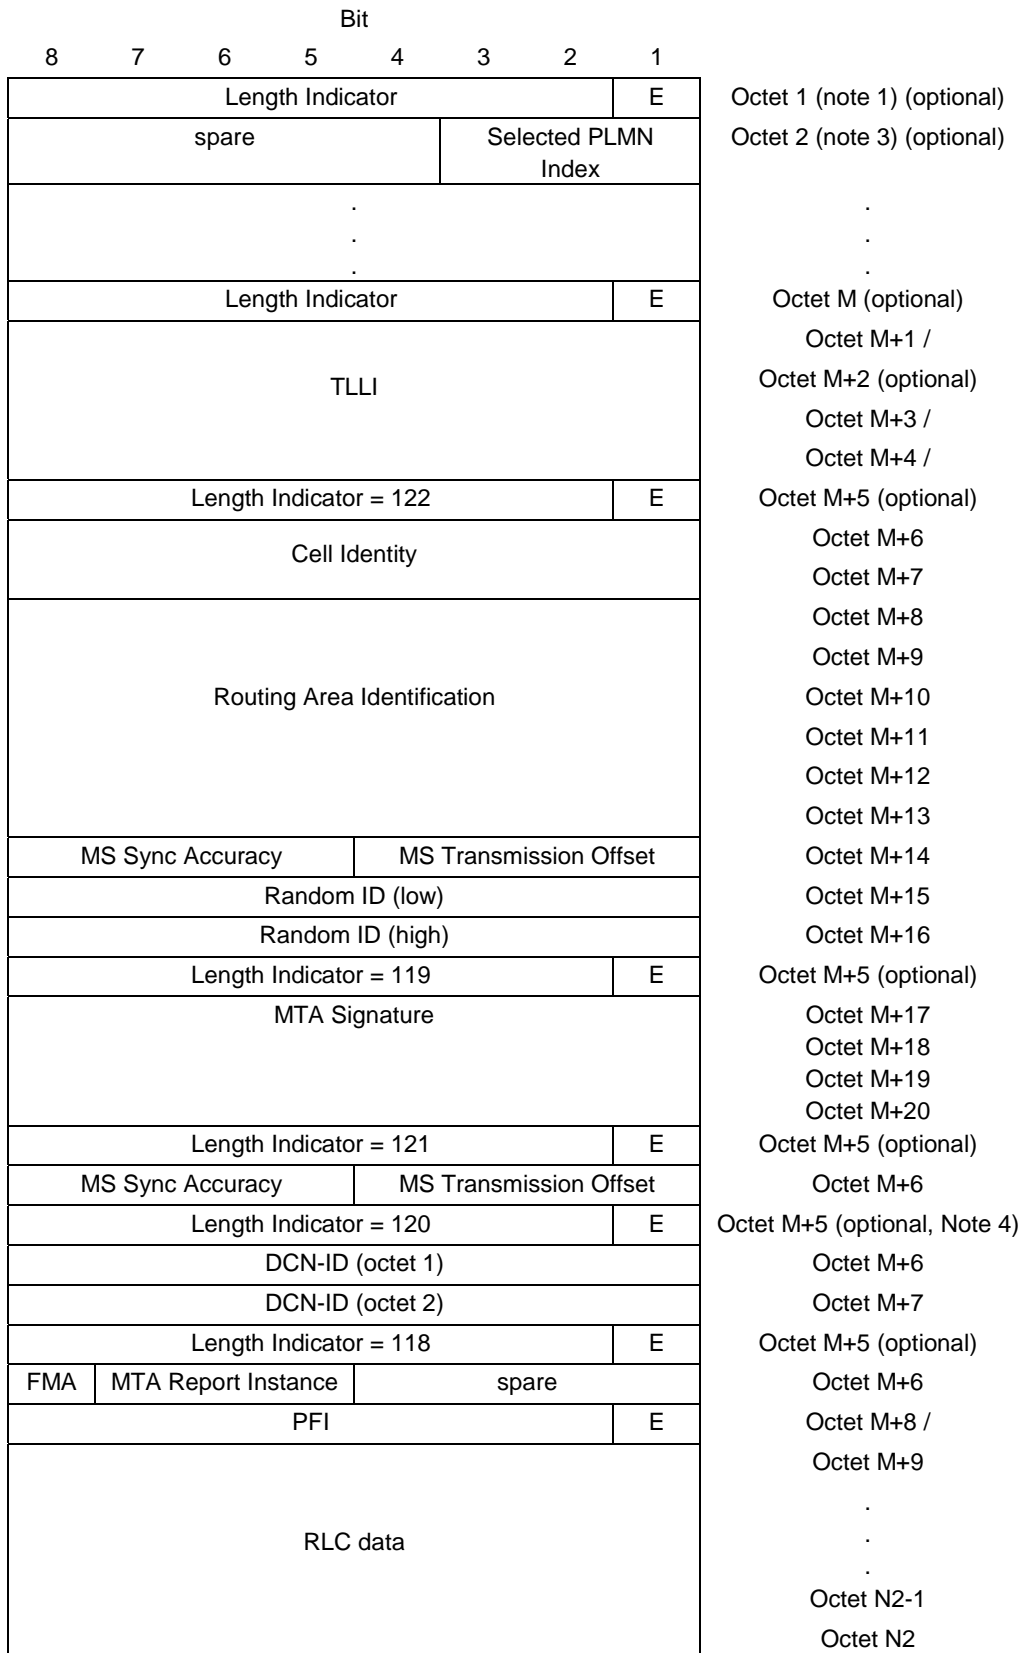 Bit
8 7 6 5 4 3 2 1
Length Indicator E Octet 1 (note 1) (optional)
spare Selected PLMN Octet 2 (note 3) (optional)
Index
. .
. .
. .
Length Indicator E Octet M (optional)
Octet M+1 /
TLLI Octet M+2 (optional)
Octet M+3 /
Octet M+4 /
Length Indicator = 122 E Octet M+5 (optional)
Cell Identity Octet M+6
Octet M+7
Octet M+8
Octet M+9
Routing Area Identification Octet M+10
Octet M+11
Octet M+12
Octet M+13
MS Sync Accuracy MS Transmission Offset Octet M+14
Random ID (low) Octet M+15
Random ID (high) Octet M+16
Length Indicator = 119 E Octet M+5 (optional)
MTA Signature Octet M+17
Octet M+18
Octet M+19
Octet M+20
Length Indicator = 121 E Octet M+5 (optional)
MS Sync Accuracy MS Transmission Offset Octet M+6
Length Indicator = 120 E Octet M+5 (optional, Note 4)
DCN-ID (octet 1) Octet M+6
DCN-ID (octet 2) Octet M+7
Length Indicator = 118 E Octet M+5 (optional)
FMA MTA Report Instance spare Octet M+6
PFI E Octet M+8 /
Octet M+9
.
RLC data .
.
Octet N2-1
Octet N2